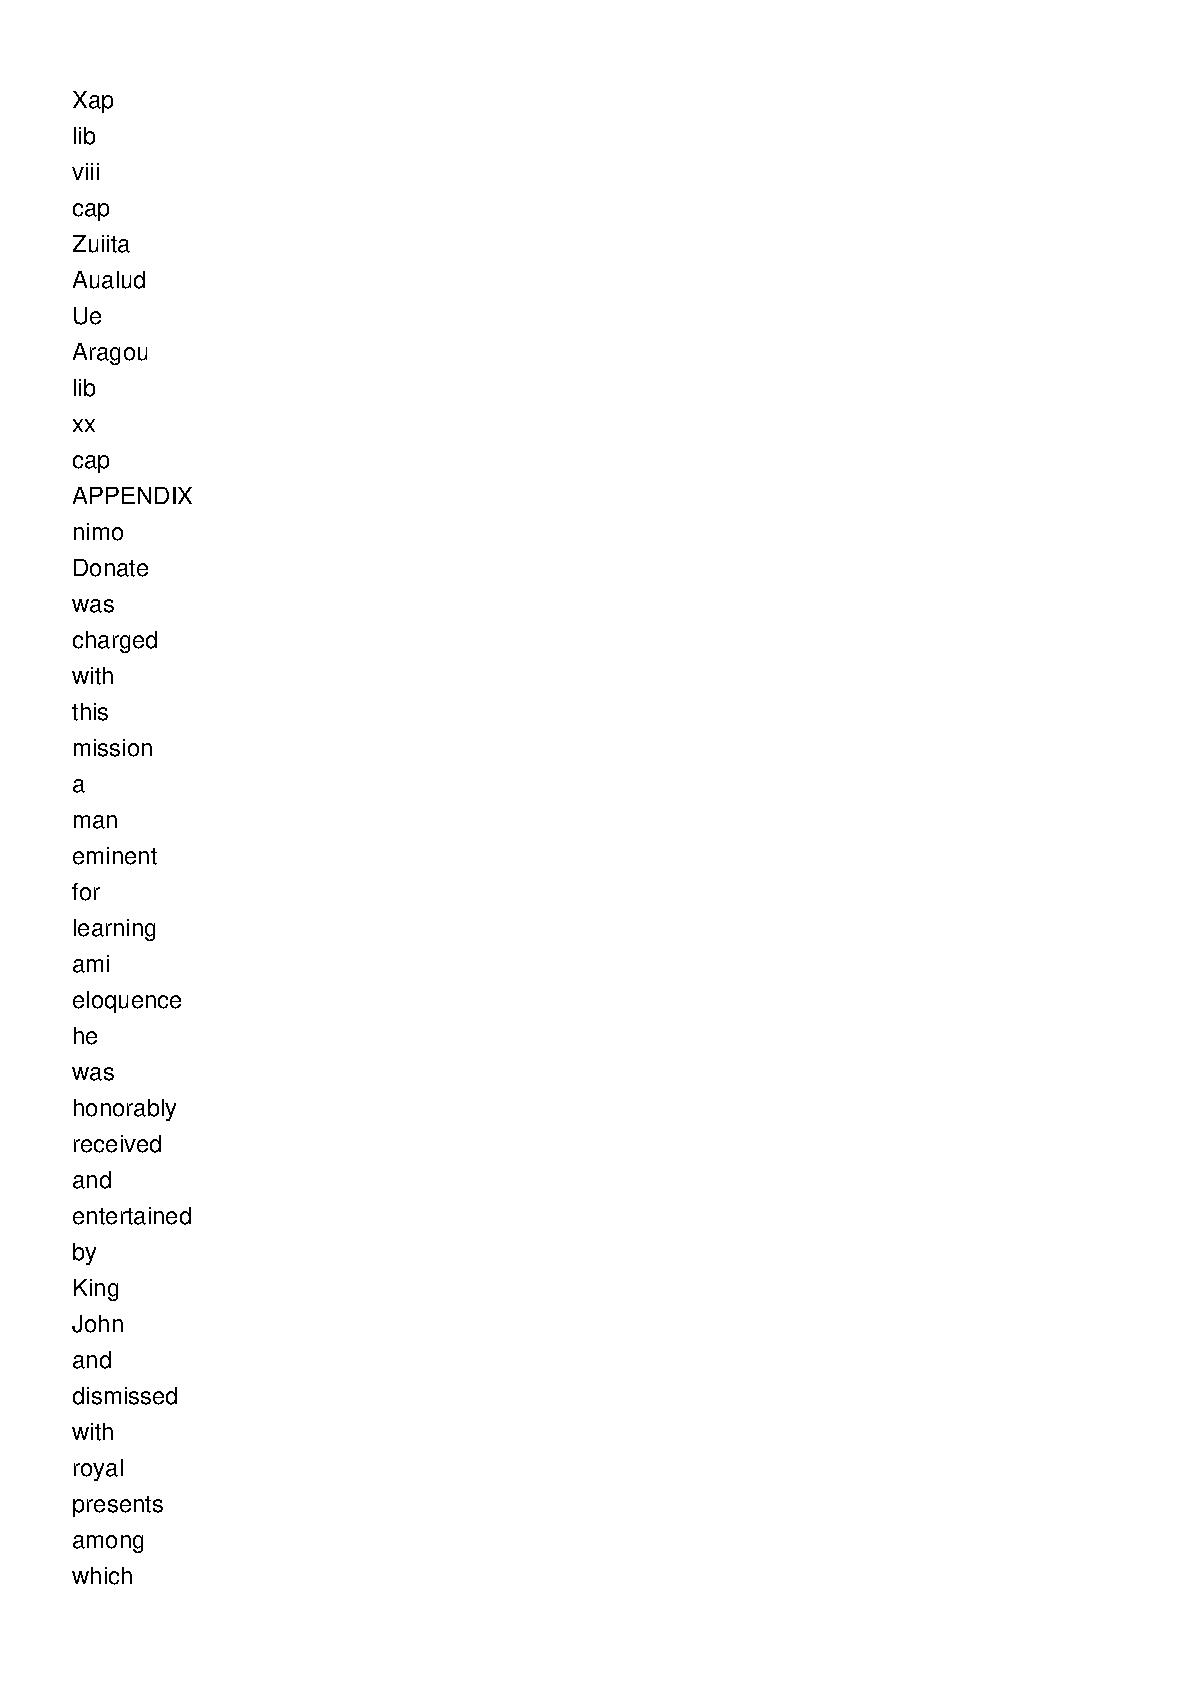 Xap
lib
viii
cap
Zuiita
Aualud
Ue
Aragou
lib
xx
cap
APPENDIX
nimo
Donate
was
charged
with
this
mission
a
man
eminent
for
learning
ami
eloquence
he
was
honorably
received
and
entertained
by
King
John
and
dismissed
with
royal
presents
among
which